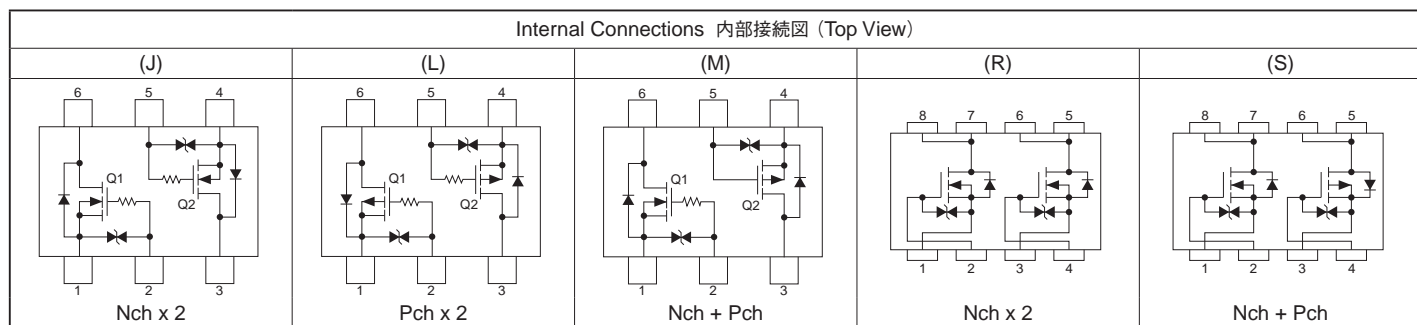 Internal Connections 内部接続図 (Top View)
(J) (L) (M) (R) (S)
6 5 4
Q1
Q2
1 2 3
Nch x 2
6 5 4
Q1
Q2
1 2 3
Pch x 2
6 5 4
Q1
Q2
1 2 3
Nch + Pch
8 7 6 5
1 2 3 4
Nch x 2
8 7 6 5
1 2 3 4
Nch + Pch